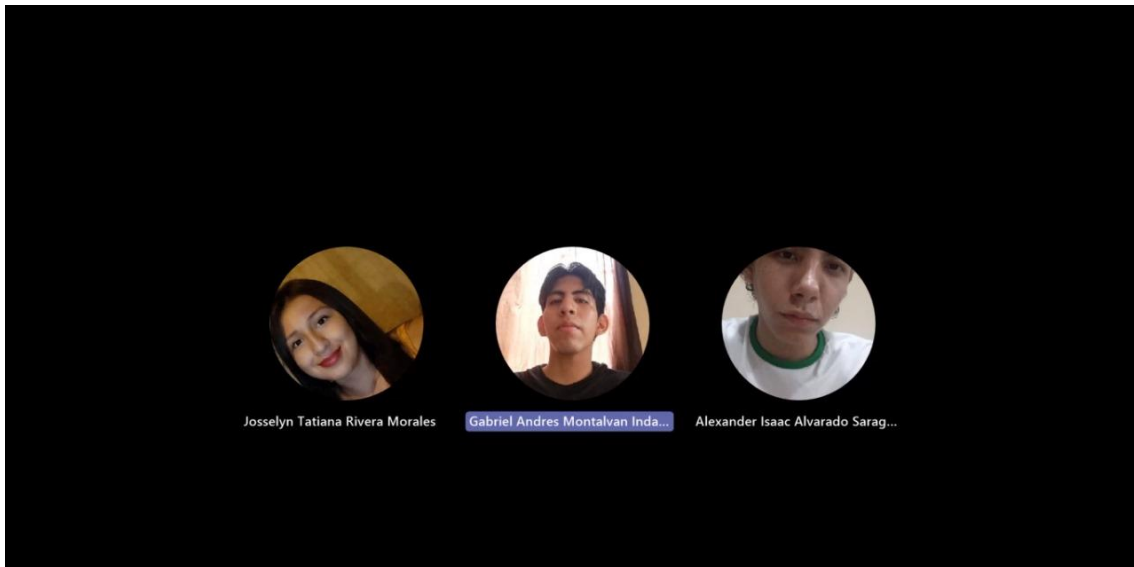 Josselyn Tatiana Rivera Morales
Gabriel Andres Montalvan Inda...
Alexander Isaac Alvarado Sarag...